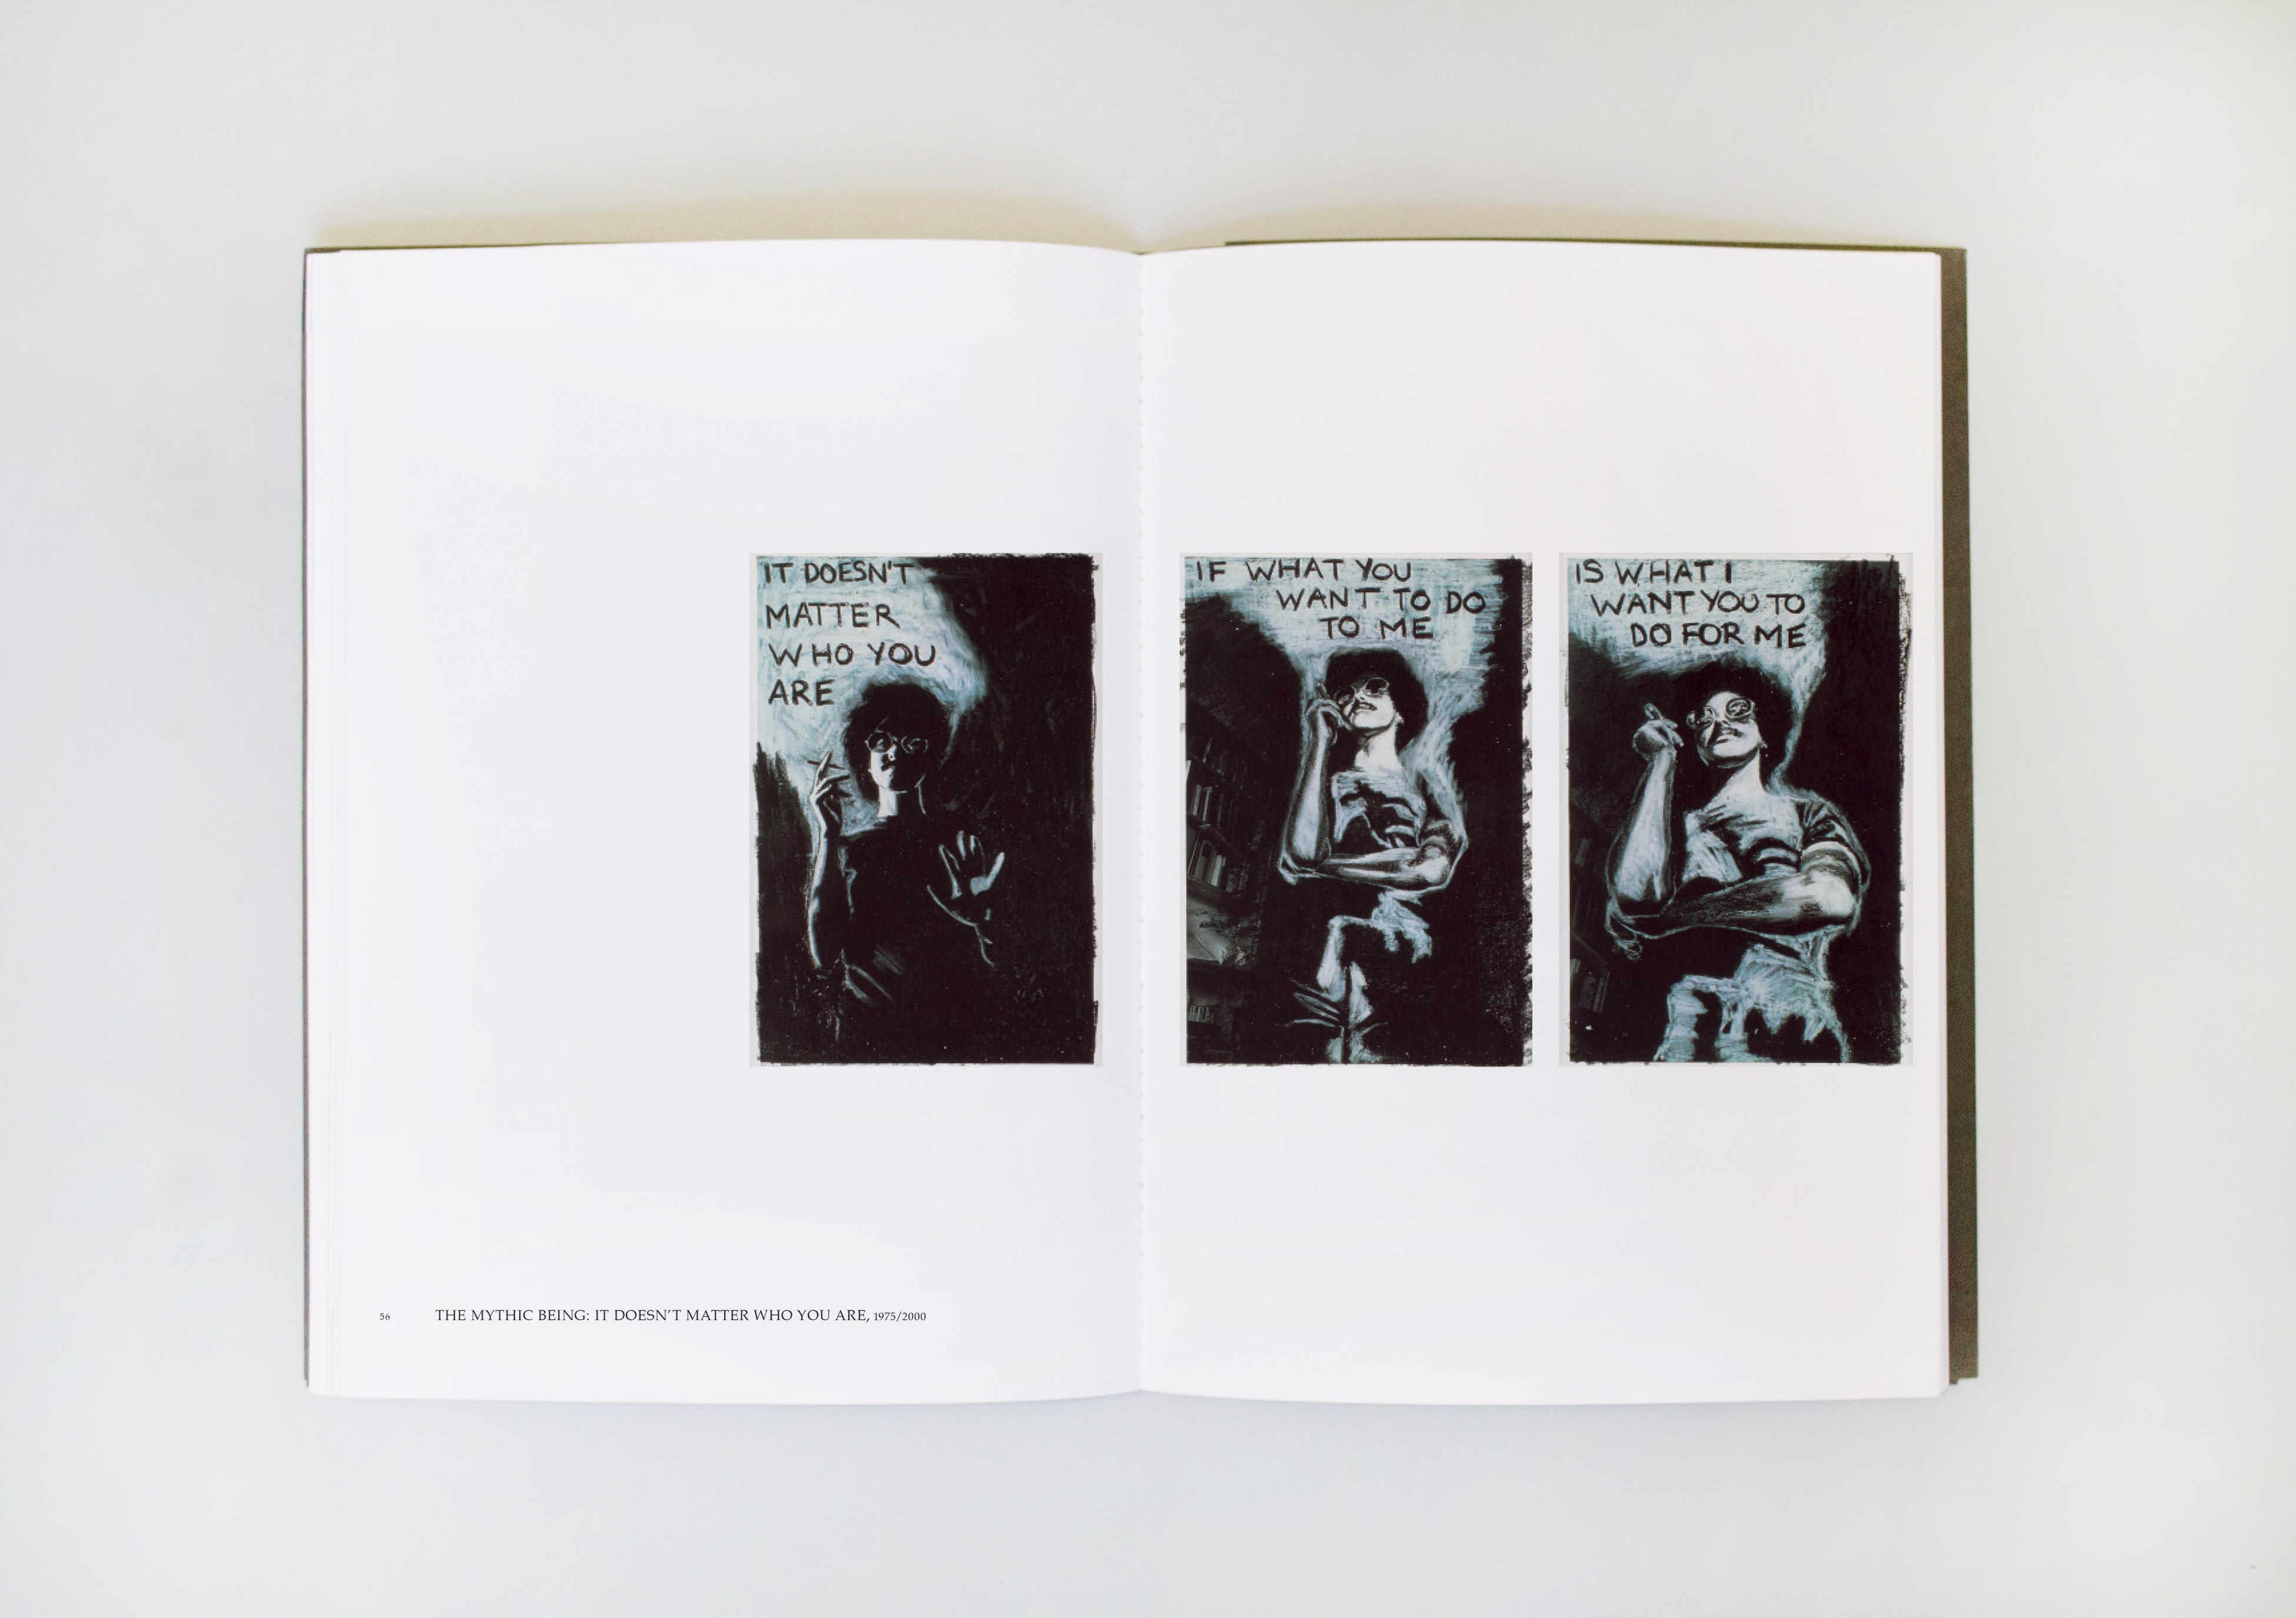 IT DOESN'T
MATTER
WHO YOU
ARE
IF WHAT YOU
WANT TO DO
TO ME
IS WHAT I
WANT YOU TO
DO FOR ME
56 THE MYTHIC BEING: IT DOESN'T MATTER WHO YOU ARE, 1975/2000